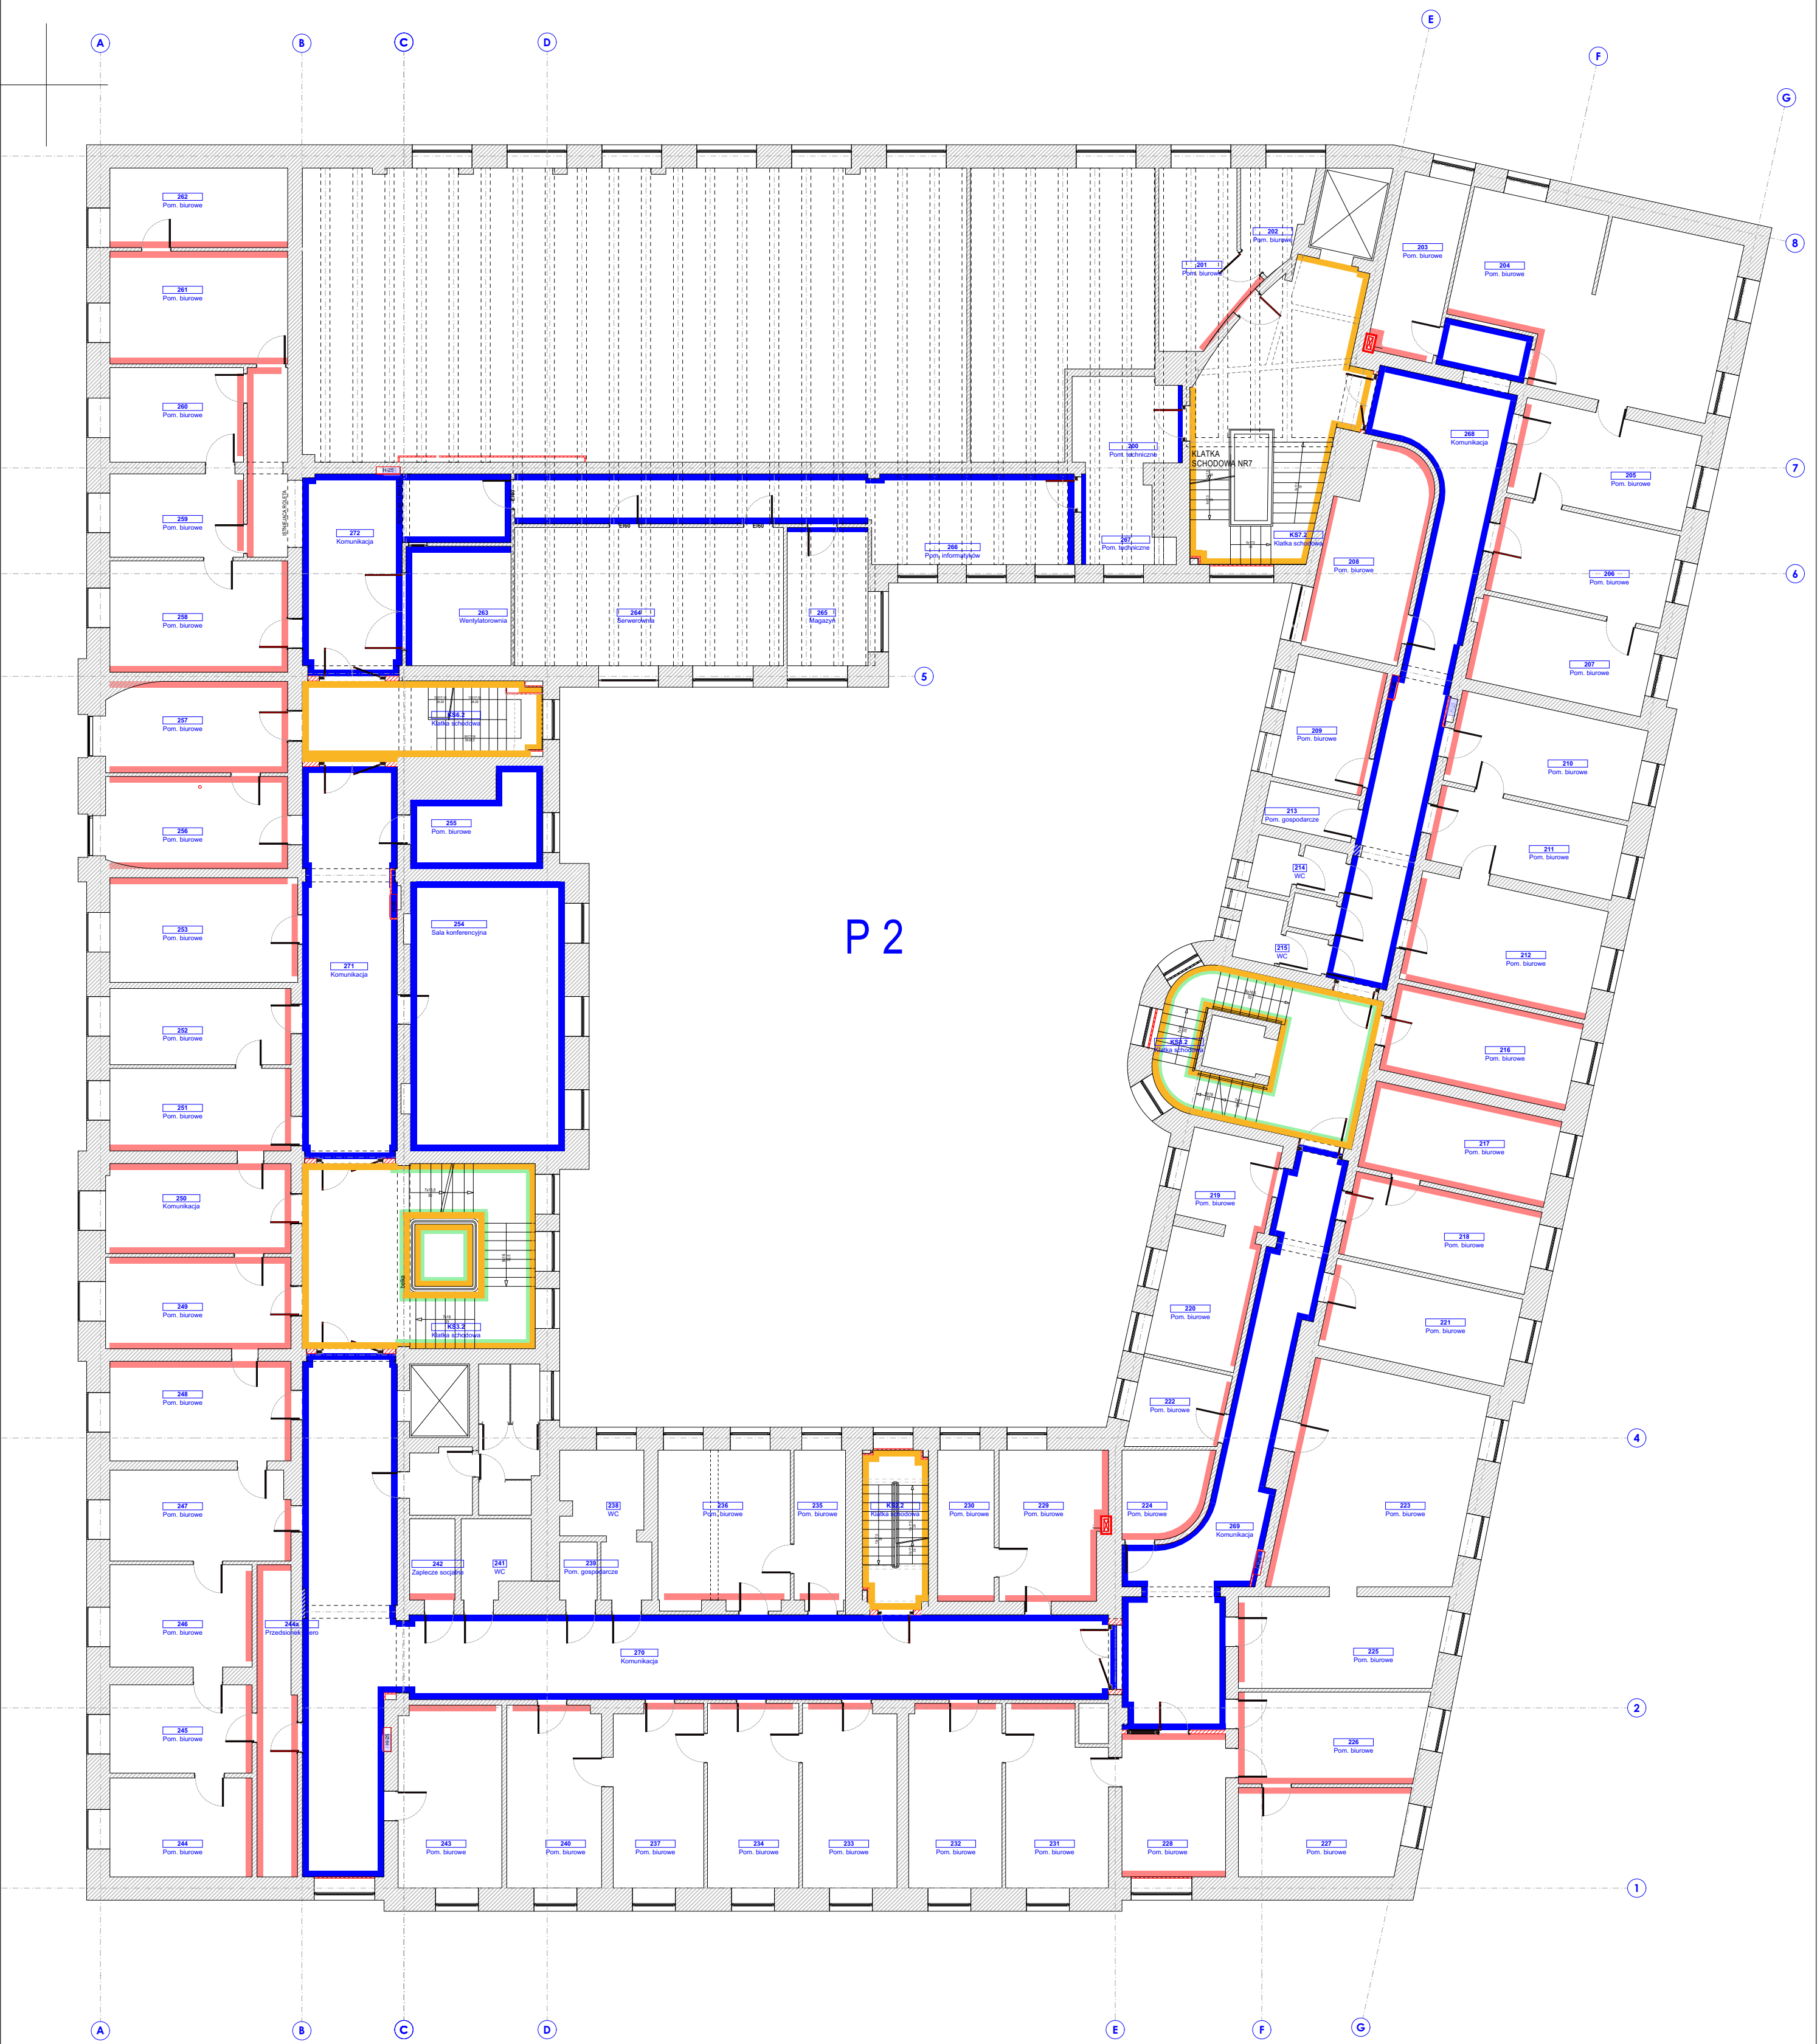 E
F
G
A
B
C
D
262
Pom. biurowe
202
Pom. biurowe
8
203
Pom. biurowe
201
Pom. biurowe
204
Pom. biurowe
261
Pom. biurowe
260
Pom. biurowe
268
Komunikacja
200
Pom. techniczne
KLATKA
SCHODOWA NR7
7
205
Pom. biurowe
H-25
259
Pom. biurowe
ISTNIEJĄCA ROLETA
EI60
EI60
EI60
272
Komunikacja
266
Pom. informatyków
267
Pom. techniczne
KS7.2
Klatka schodowa
208
Pom. biurowe
206
Pom. biurowe
6
258
Pom. biurowe
263
Wentylatorownia
264
Serwerownia
265
Magazyn
207
Pom. biurowe
5
257
Pom. biurowe
KS6.2
Klatka schodowa
209
Pom. biurowe
210
Pom. biurowe
256
Pom. biurowe
255
Pom. biurowe
213
Pom. gospodarcze
211
Pom. biurowe
214
WC
253
Pom. biurowe
254
Sala konferencyjna
P 2
215
WC
212
Pom. biurowe
271
Komunikacja
252
Pom. biurowe
KS8.2
Klatka schodowa
216
Pom. biurowe
251
Pom. biurowe
217
Pom. biurowe
250
Komunikacja
219
Pom. biurowe
218
Pom. biurowe
belka
249
Pom. biurowe
KS3.2
Klatka schodowa
220
Pom. biurowe
221
Pom. biurowe
248
Pom. biurowe
222
Pom. biurowe
4
247
Pom. biurowe
238
WC
236
Pom. biurowe
235
Pom. biurowe
KS2.2
Klatka schodowa
230
Pom. biurowe
229
Pom. biurowe
224
Pom. biurowe
223
Pom. biurowe
269
Komunikacja
242
Zaplecze socjalne
241
WC
239
Pom. gospodarcze
246
Pom. biurowe
244a
Przedsionek ksero
270
Komunikacja
225
Pom. biurowe
2
245
Pom. biurowe
H-25
226
Pom. biurowe
244
Pom. biurowe
243
Pom. biurowe
240
Pom. biurowe
237
Pom. biurowe
234
Pom. biurowe
233
Pom. biurowe
232
Pom. biurowe
231
Pom. biurowe
228
Pom. biurowe
227
Pom. biurowe
1
A
B
C
D
E
F
G